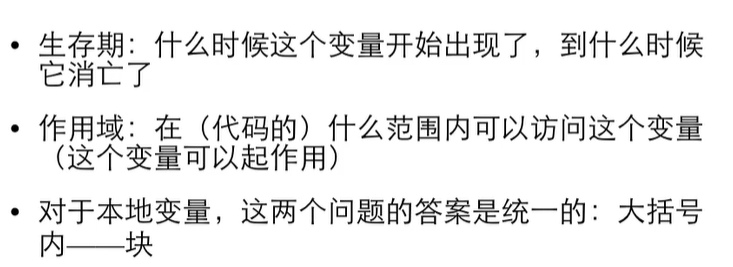 • 生存期：什么时候这个变量开始出现了，到什么时候
它消亡了
• 作用域：在（代码的）什么范围内可以访问这个变量
（这个变量可以起作用）
• 对于本地变量，这两个问题的答案是统一的：大括号
内——块